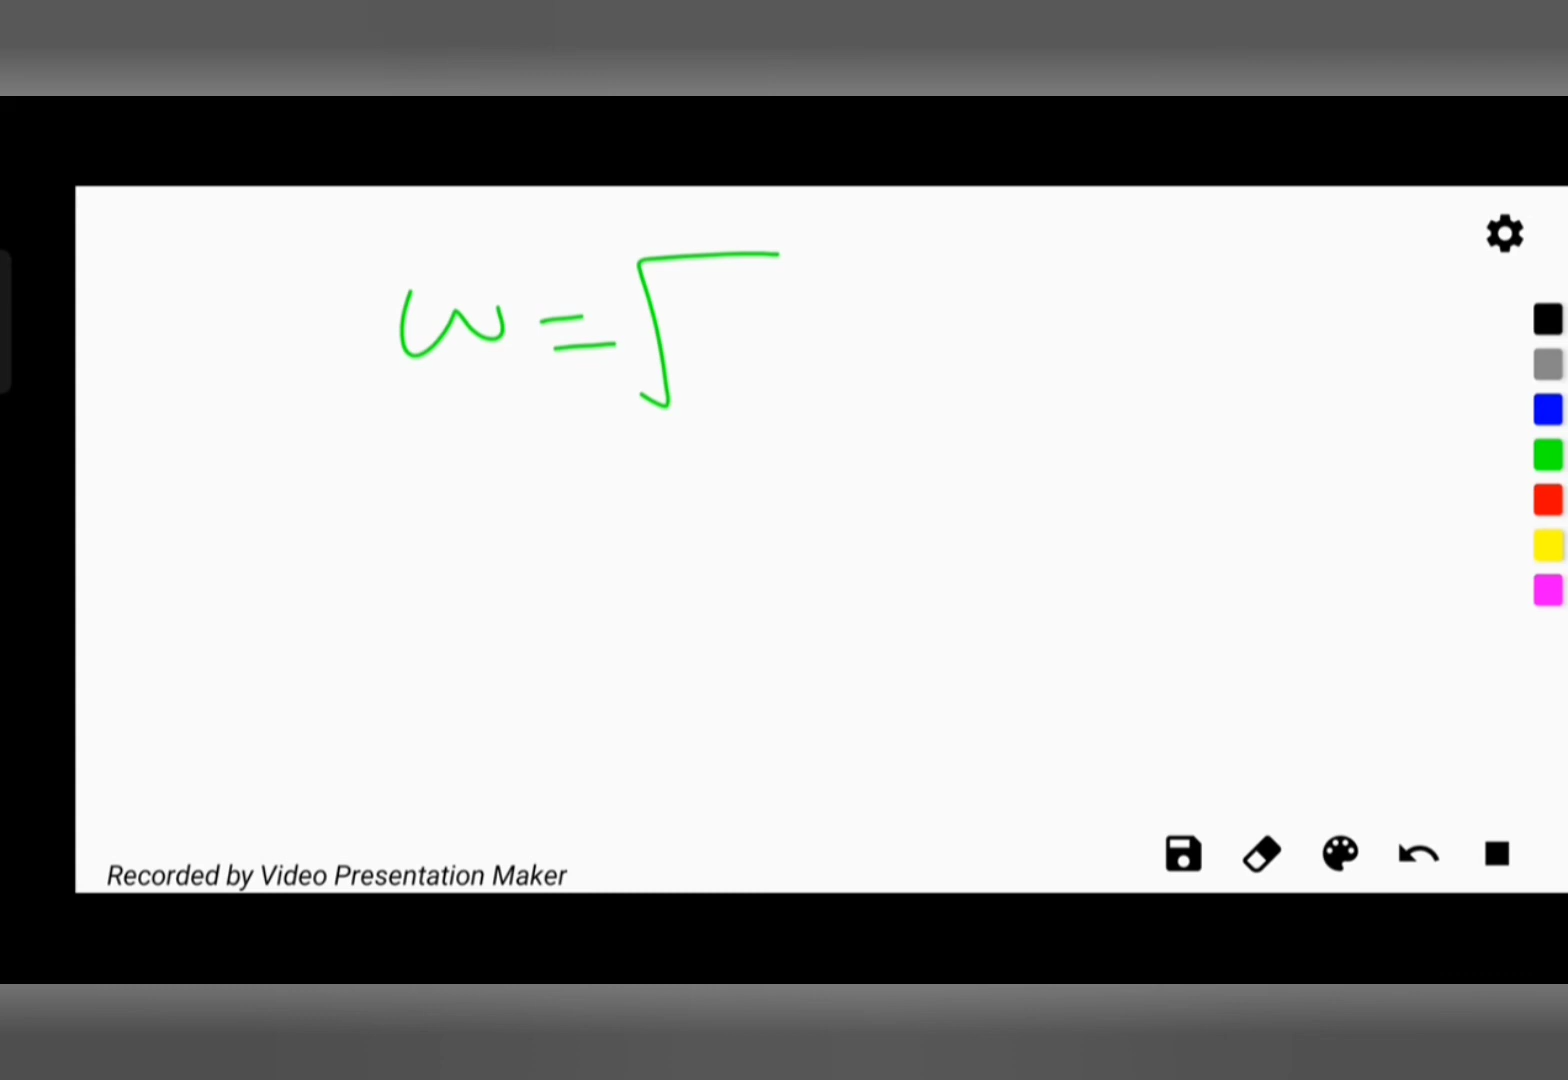 ω = √
Recorded by Video Presentation Maker